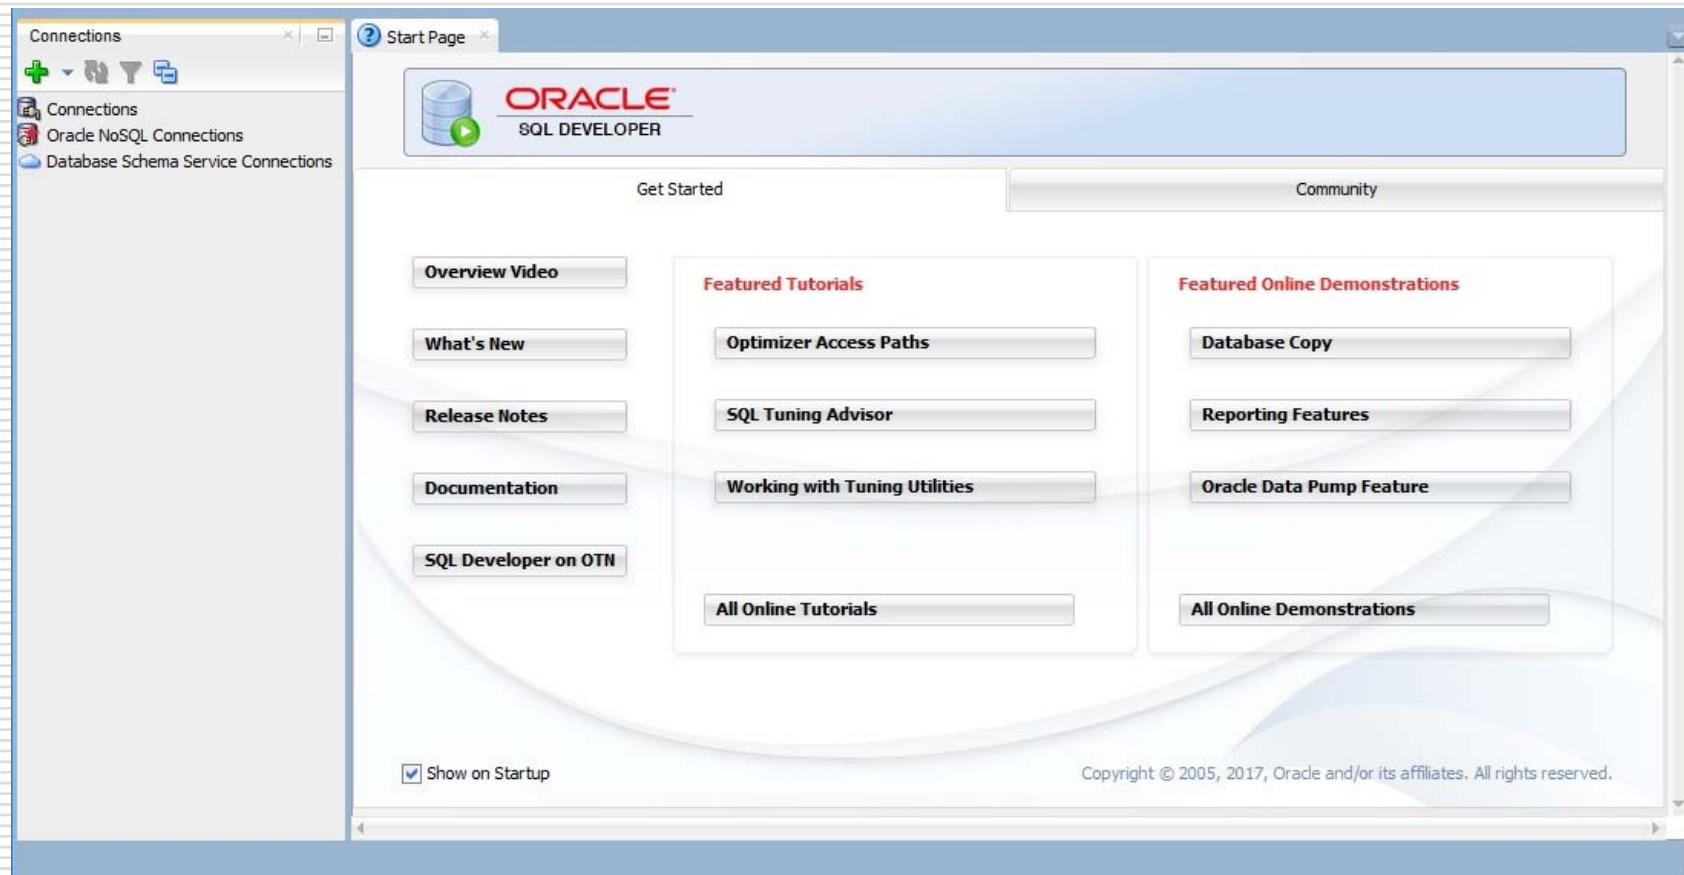 Connections
Start Page
Connections
Oracle NoSQL Connections
Database Schema Service Connections
ORACLE
SQL DEVELOPER
Get Started
Community
Overview Video
What's New
Release Notes
Documentation
SQL Developer on OTN
Featured Tutorials
Optimizer Access Paths
SQL Tuning Advisor
Working with Tuning Utilities
All Online Tutorials
Featured Online Demonstrations
Database Copy
Reporting Features
Oracle Data Pump Feature
All Online Demonstrations
Show on Startup
Copyright © 2005, 2017, Oracle and/or its affiliates. All rights reserved.